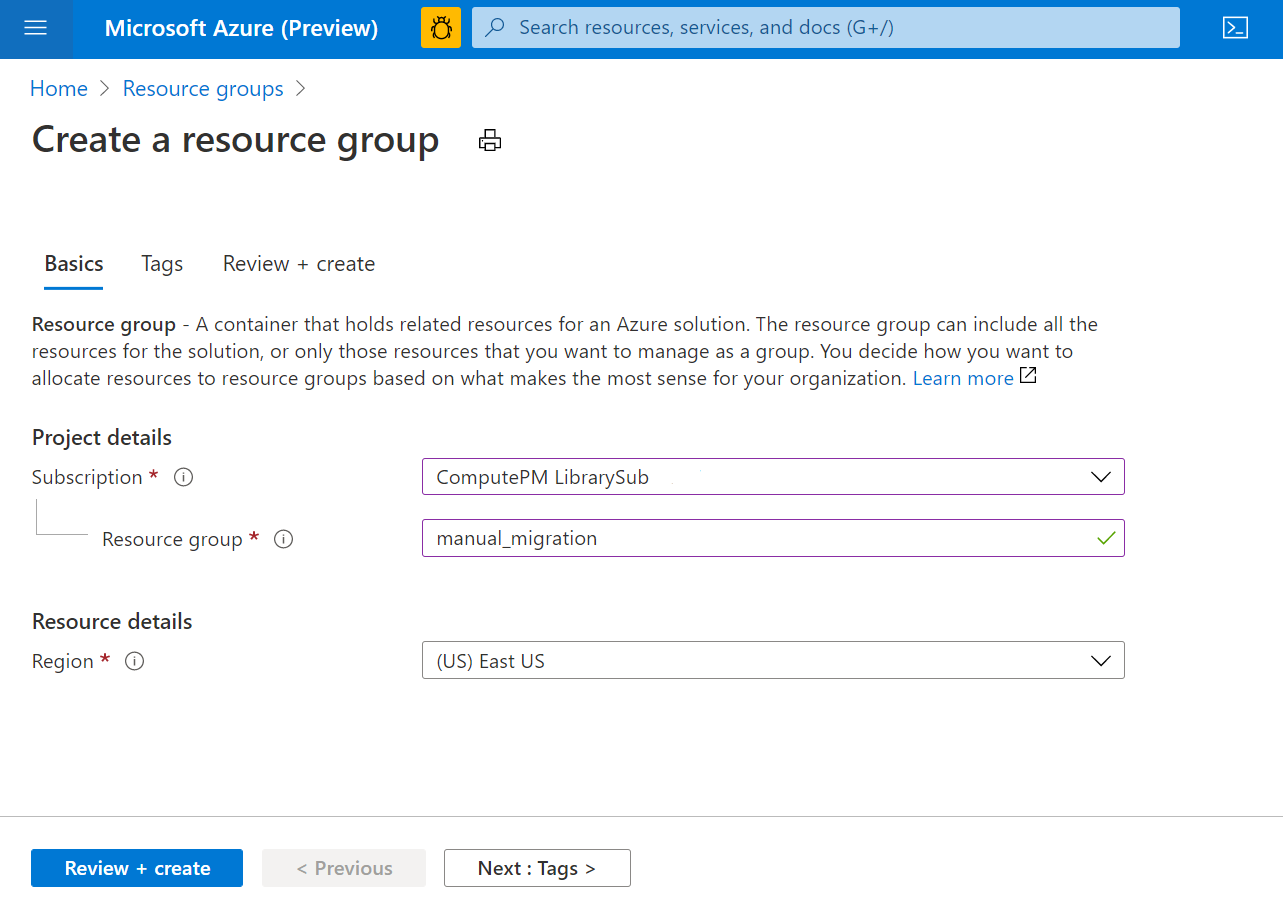 Microsoft Azure (Preview)
Search resources, services, and docs (G+/)
Home > Resource groups >
Create a resource group
Basics Tags Review + create
Resource group - A container that holds related resources for an Azure solution. The resource group can include all the
resources for the solution, or only those resources that you want to manage as a group. You decide how you want to
allocate resources to resource groups based on what makes the most sense for your organization. Learn more
Project details
Subscription * ComputePM LibrarySub
Resource group * manual_migration
Resource details
Region * (US) East US
Review + create < Previous Next : Tags >